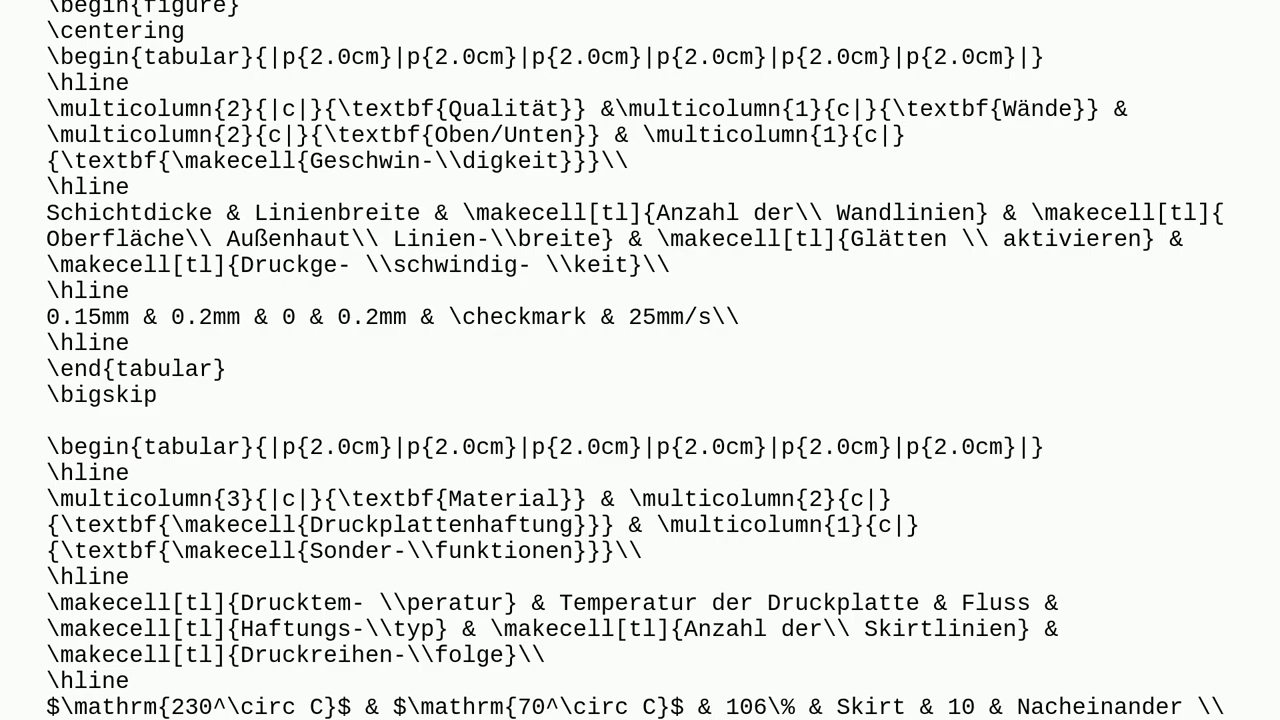 \begin{figure}
\centering
\begin{tabular}{|p{2.0cm}|p{2.0cm}|p{2.0cm}|p{2.0cm}|p{2.0cm}|p{2.0cm}|}
\hline
\multicolumn{2}{|c|}{\textbf{Qualität}} &\multicolumn{1}{c|}{\textbf{Wände}} &
\multicolumn{2}{c|}{\textbf{Oben/Unten}} & \multicolumn{1}{c|}
{\textbf{\makecell{Geschwin-\\digkeit}}}\\
\hline
Schichtdicke & Linienbreite & \makecell[tl]{Anzahl der\\ Wandlinien} & \makecell[tl]{
Oberfläche\\ Außenhaut\\ Linien-\\breite} & \makecell[tl]{Glätten \\ aktivieren} &
\makecell[tl]{Druckge- \\schwindig- \\keit}\\
\hline
0.15mm & 0.2mm & 0 & 0.2mm & \checkmark & 25mm/s\\
\hline
\end{tabular}
\bigskip

\begin{tabular}{|p{2.0cm}|p{2.0cm}|p{2.0cm}|p{2.0cm}|p{2.0cm}|p{2.0cm}|}
\hline
\multicolumn{3}{|c|}{\textbf{Material}} & \multicolumn{2}{c|}
{\textbf{\makecell{Druckplattenhaftung}}} & \multicolumn{1}{c|}
{\textbf{\makecell{Sonder-\\funktionen}}}\\
\hline
\makecell[tl]{Drucktem- \\peratur} & Temperatur der Druckplatte & Fluss &
\makecell[tl]{Haftungs-\\typ} & \makecell[tl]{Anzahl der\\ Skirtlinien} &
\makecell[tl]{Druckreihen-\\folge}\\
\hline
$\mathrm{230^\circ C}$ & $\mathrm{70^\circ C}$ & 106\% & Skirt & 10 & Nacheinander \\